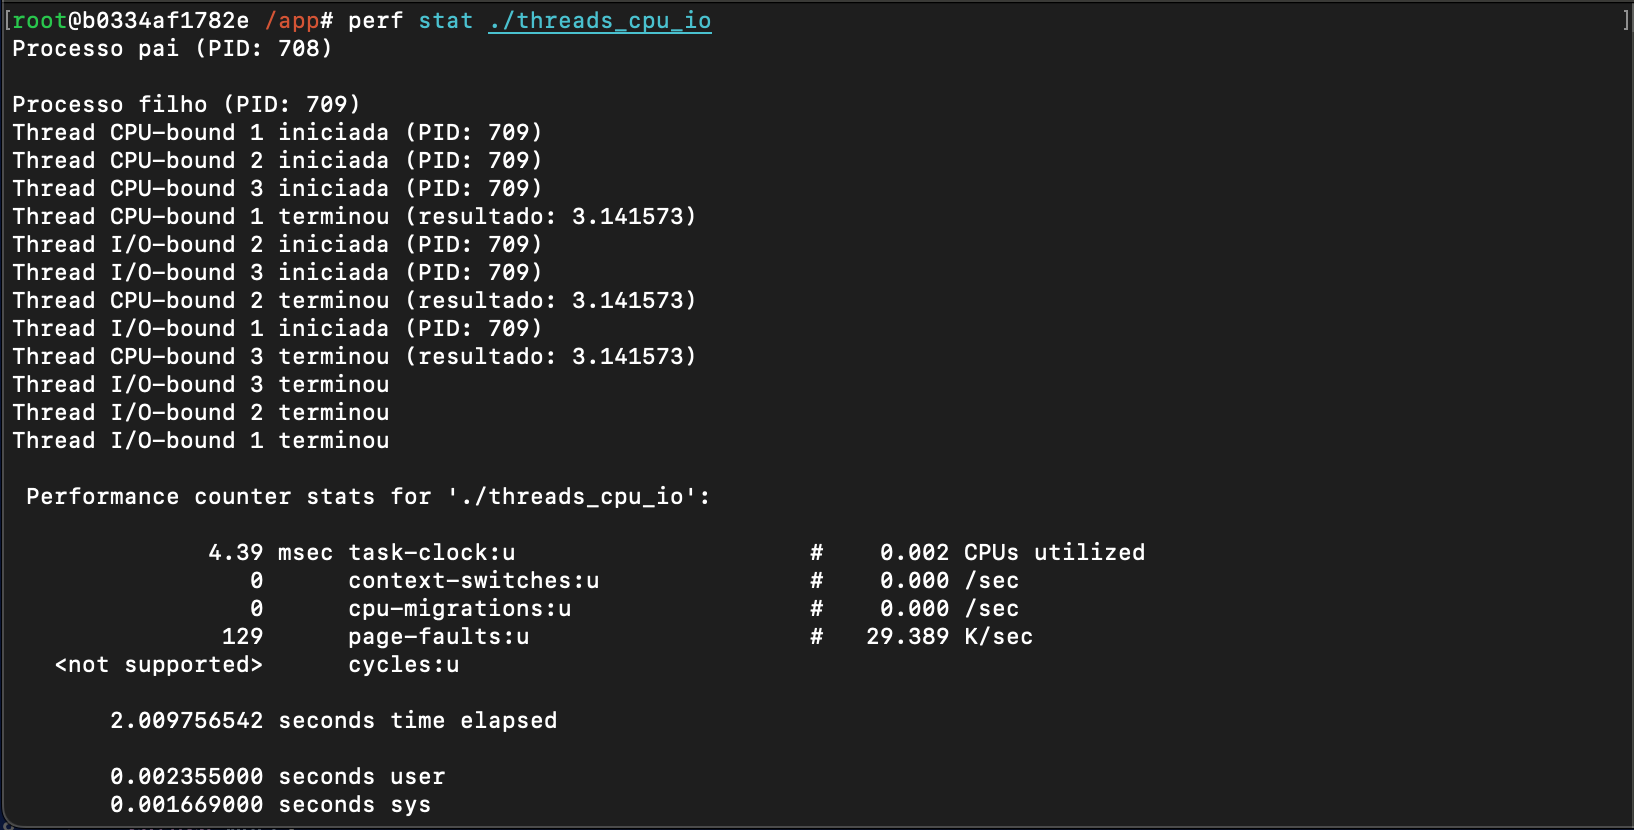 [root@b0334af1782e /app# perf stat ./threads_cpu_io ]
Processo pai (PID: 708)
Processo filho (PID: 709)
Thread CPU-bound 1 iniciada (PID: 709)
Thread CPU-bound 2 iniciada (PID: 709)
Thread CPU-bound 3 iniciada (PID: 709)
Thread CPU-bound 1 terminou (resultado: 3.141573)
Thread I/O-bound 2 iniciada (PID: 709)
Thread I/O-bound 3 iniciada (PID: 709)
Thread CPU-bound 2 terminou (resultado: 3.141573)
Thread I/O-bound 1 iniciada (PID: 709)
Thread CPU-bound 3 terminou (resultado: 3.141573)
Thread I/O-bound 3 terminou
Thread I/O-bound 2 terminou
Thread I/O-bound 1 terminou
Performance counter stats for './threads_cpu_io':
4.39 msec task-clock:u # 0.002 CPUs utilized
0 context-switches:u # 0.000 /sec
0 cpu-migrations:u # 0.000 /sec
129 page-faults:u # 29.389 K/sec
<not supported> cycles:u
2.009756542 seconds time elapsed
0.002355000 seconds user
0.001669000 seconds sys